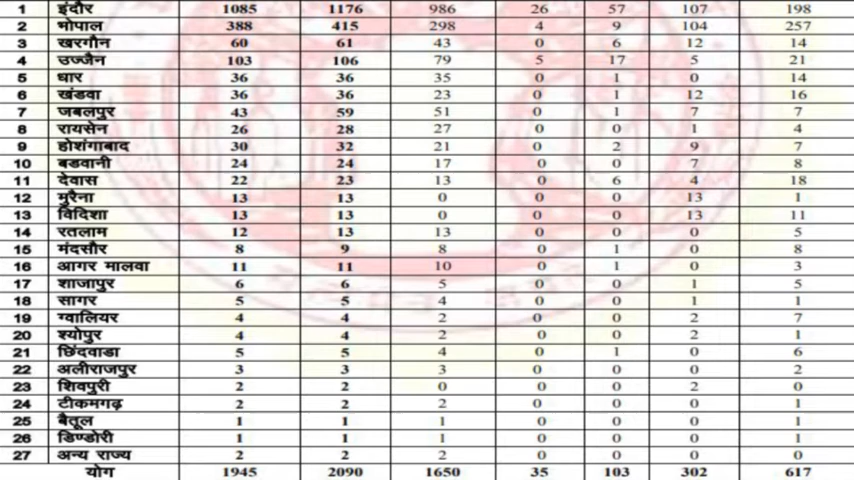 1 इंदौर 1085 1176 986 26 57 107 198
2 भोपाल 388 415 298 4 9 104 257
3 खरगौन 60 61 43 0 6 12 14
4 उज्जैन 103 106 79 5 17 5 21
5 धार 36 36 35 0 1 0 14
6 खंडवा 36 36 23 0 1 12 16
7 जबलपुर 43 59 51 0 1 7 7
8 रायसेन 26 28 27 0 0 1 4
9 होशंगाबाद 30 32 21 0 2 9 7
10 बडवानी 24 24 17 0 0 7 8
11 देवास 22 23 13 0 6 4 18
12 मुरैना 13 13 0 0 0 13 1
13 विदिशा 13 13 0 0 0 13 11
14 रतलाम 12 13 13 0 0 0 5
15 मंदसौर 8 9 8 0 1 0 8
16 आगर मालवा 11 11 10 0 1 0 3
17 शाजापुर 6 6 5 0 0 1 5
18 सागर 5 5 4 0 0 1 1
19 ग्वालियर 4 4 2 0 0 2 7
20 श्योपुर 4 4 2 0 0 2 1
21 छिंदवाडा 5 5 4 0 1 0 6
22 अलीराजपुर 3 3 3 0 0 0 2
23 शिवपुरी 2 2 0 0 0 2 0
24 टीकमगढ़ 2 2 2 0 0 0 1
25 बैतूल 1 1 1 0 0 0 1
26 डिण्डोरी 1 1 1 0 0 0 1
27 अन्य राज्य 2 2 2 0 0 0 0
योग 1945 2090 1650 35 103 302 617